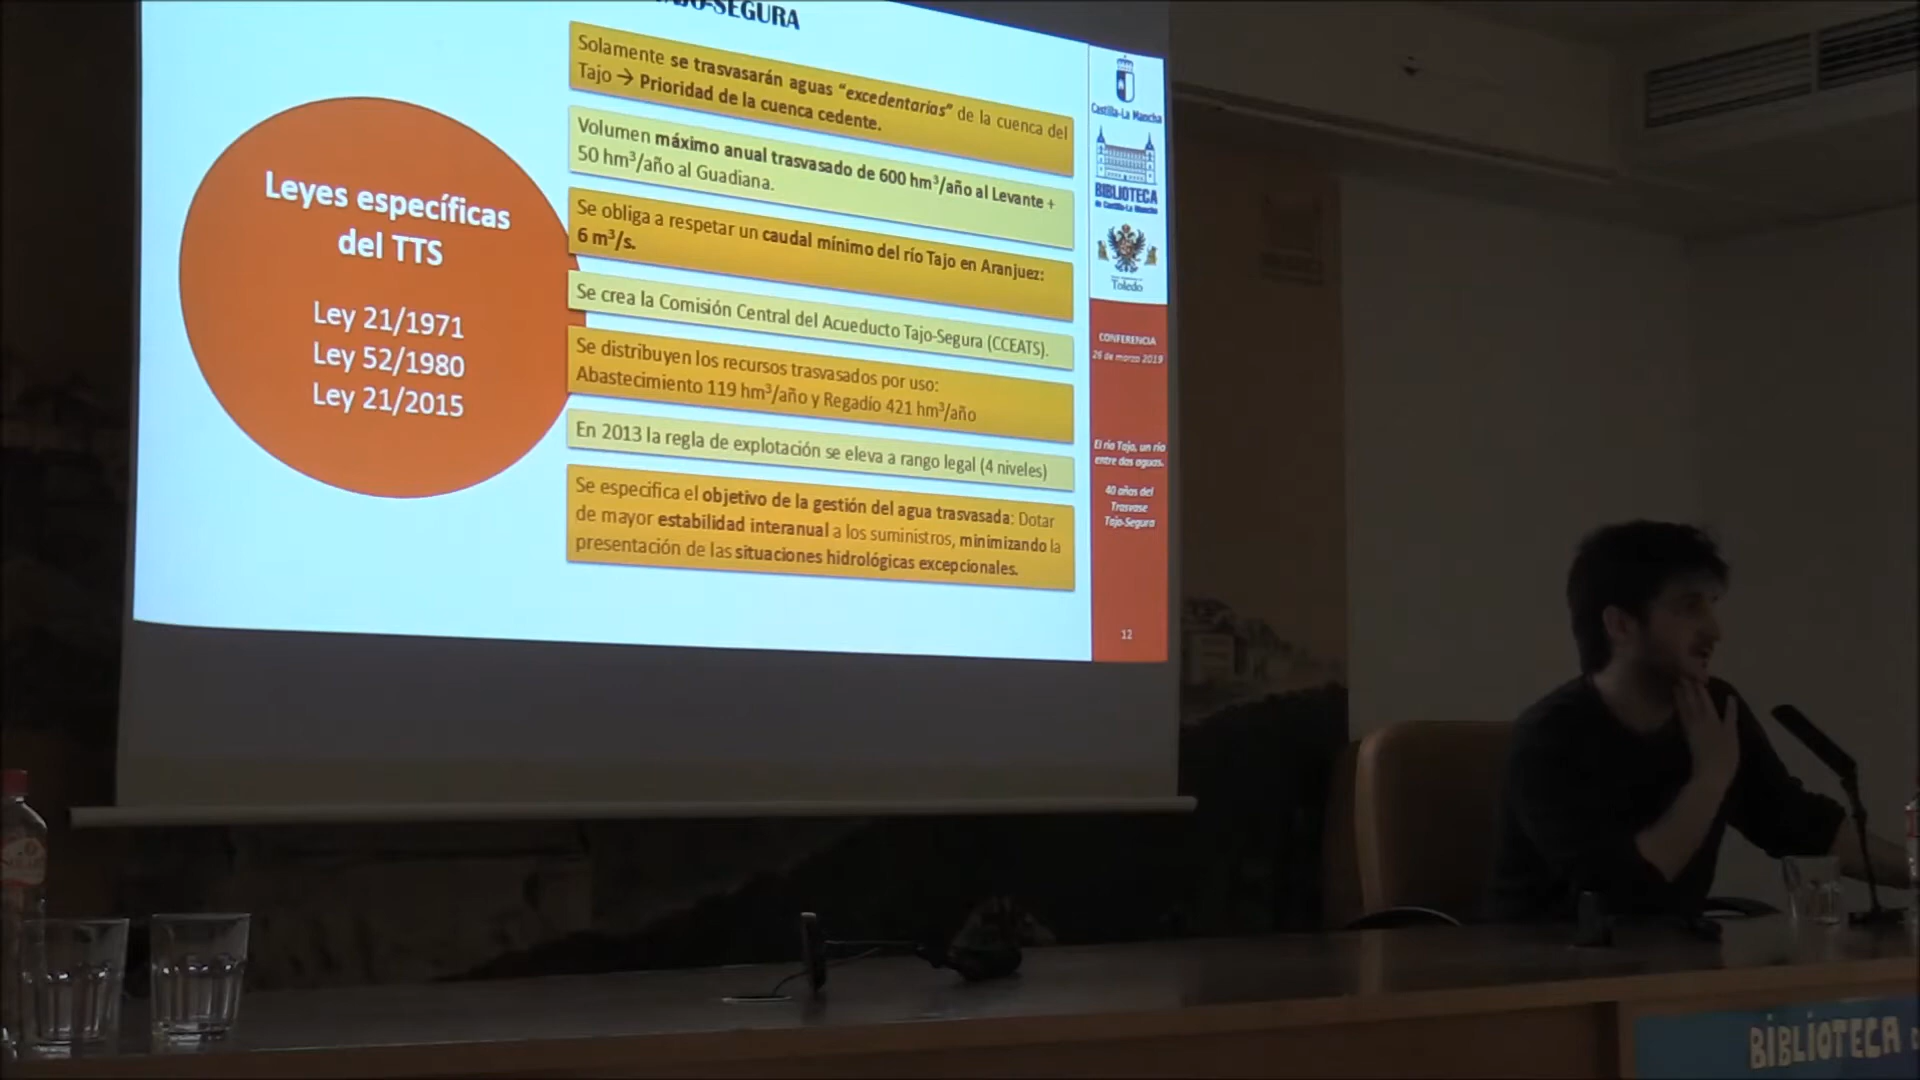 TAJO-SEGURA
Leyes específicas
del TTS
Ley 21/1971
Ley 52/1980
Ley 21/2015
Solamente se trasvasarán aguas “excedentarias” de la cuenca del
Tajo → Prioridad de la cuenca cedente.
Volumen máximo anual trasvasado de 600 hm³/año al Levante +
50 hm³/año al Guadiana.
Se obliga a respetar un caudal mínimo del río Tajo en Aranjuez:
6 m³/s.
Se crea la Comisión Central del Acueducto Tajo-Segura (CCEATS).
Se distribuyen los recursos trasvasados por uso:
Abastecimiento 119 hm³/año y Regadío 421 hm³/año
En 2013 la regla de explotación se eleva a rango legal (4 niveles)
Se especifica el objetivo de la gestión del agua trasvasada: Dotar
de mayor estabilidad interanual a los suministros, minimizando la
presentación de las situaciones hidrológicas excepcionales.
Castilla-La Mancha
BIBLIOTECA
de Castilla-La Mancha
Toledo
CONFERENCIA
26 de marzo 2019
El río Tajo, un río
entre dos aguas.
40 años del
Trasvase
Tajo-Segura
12
BIBLIOTECA